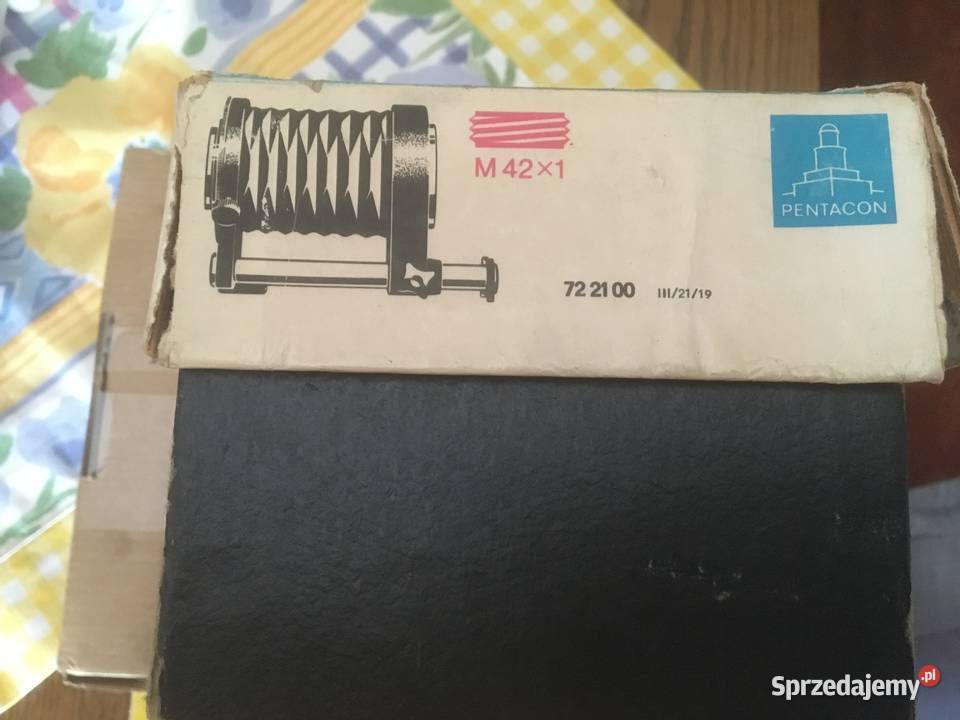 M 42×1
PENTACON
72 21 00 III/21/19
Sprzedajemy.pl